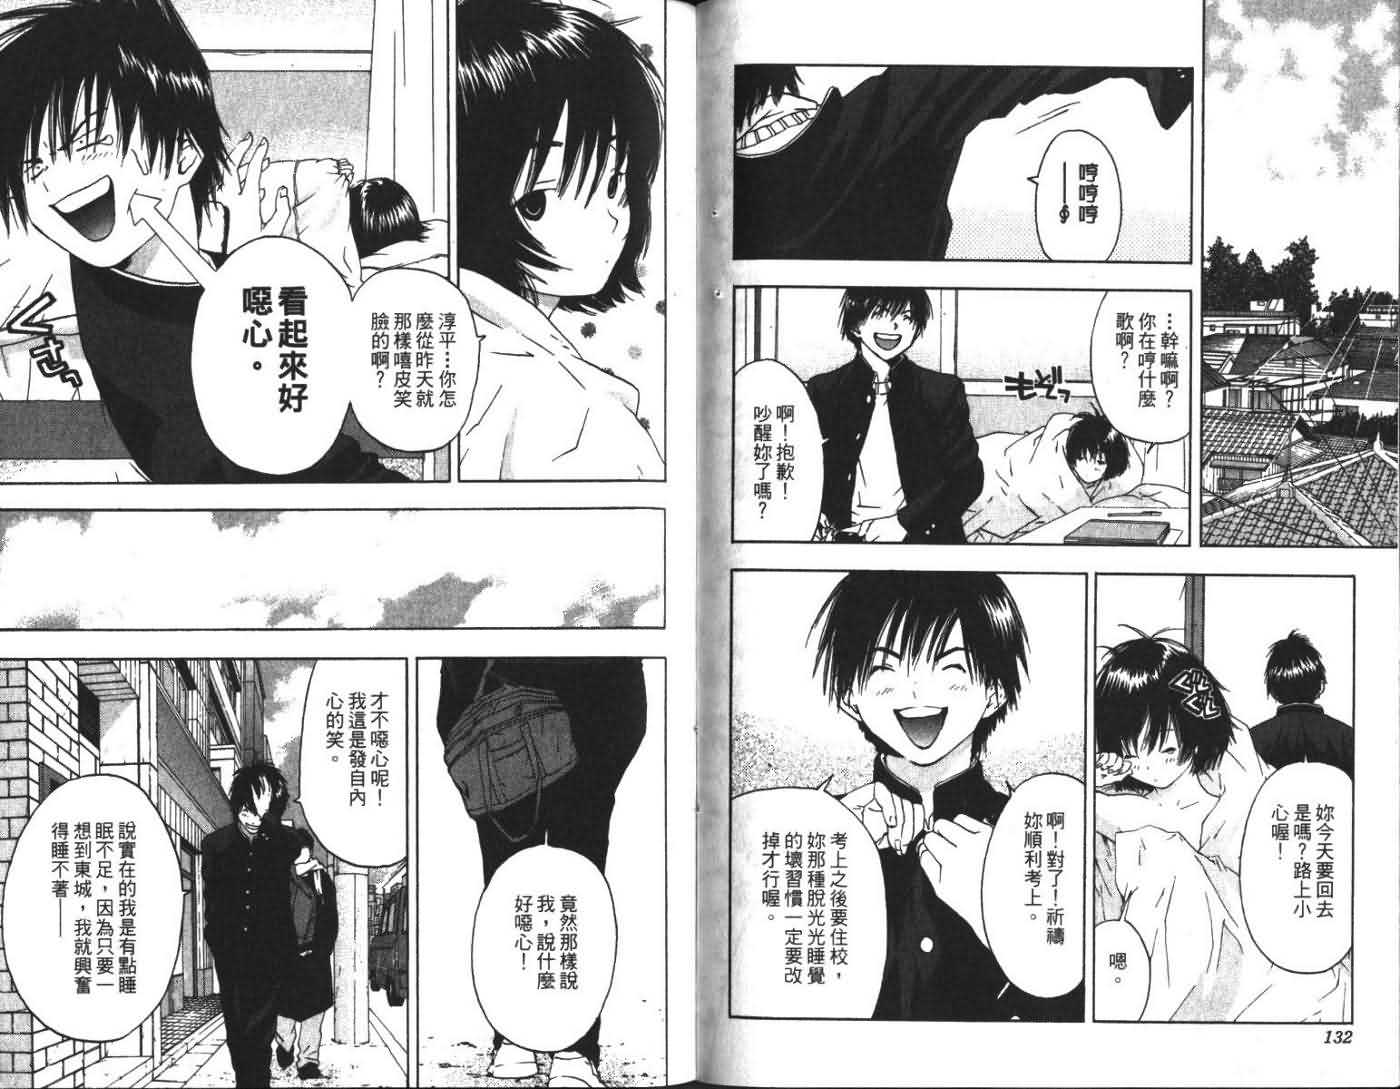 哼哼哼
…幹嘛啊?
你在哼什麼
歌啊?
啊!抱歉!
吵醒妳了嗎?
妳今天要回去
是嗎?路上小
心喔!
嗯。
啊!對了!祈禱
妳順利考上。
考上之後要住校,
妳那種脫光光睡覺
的壞習慣一定要改
掉才行喔。
132
淳平…你怎
麼從昨天就
那樣嘻皮笑
臉的啊?
看起來好
噁心。
竟然那樣說
我,說什麼
好噁心!
才不噁心呢!
我這是發自內
心的笑。
說實在的我是有點睡
眠不足,因為只要一
想到東城,我就興奮
得睡不著──